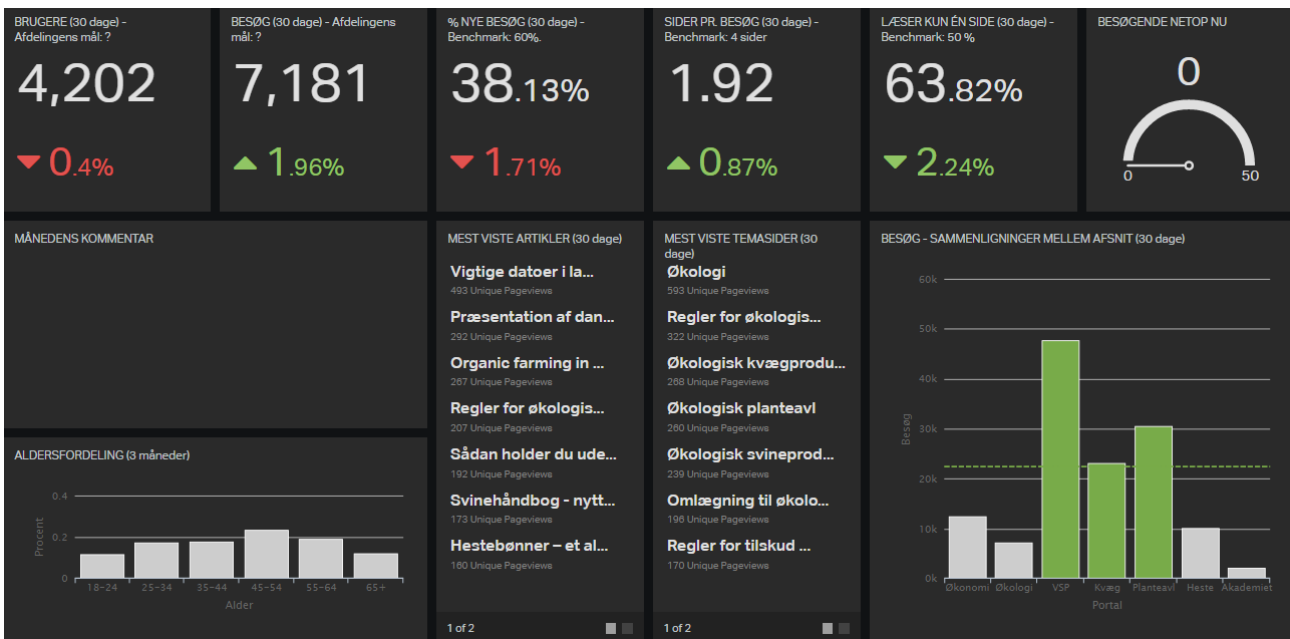 BRUGERE (30 dage) -
Afdelingens mål: ?
4,202
0.4%
BESØG (30 dage) - Afdelingens
mål: ?
7,181
1.96%
% NYE BESØG (30 dage) -
Benchmark: 60%.
38.13%
1.71%
SIDER PR. BESØG (30 dage) -
Benchmark: 4 sider
1.92
0.87%
LÆSER KUN ÉN SIDE (30 dage) -
Benchmark: 50 %
63.82%
2.24%
BESØGENDE NETOP NU
0
0
50
MÅNEDENS KOMMENTAR
ALDERSFORDELING (3 måneder)
Procent
0.4
0.2
0
18-24 25-34 35-44 45-54 55-64 65+
Alder
MEST VISTE ARTIKLER (30 dage)
Vigtige datoer i la...
493 Unique Pageviews
Præsentation af dan...
292 Unique Pageviews
Organic farming in ...
267 Unique Pageviews
Regler for økologis...
207 Unique Pageviews
Sådan holder du ude...
192 Unique Pageviews
Svinehåndbog - nytt...
173 Unique Pageviews
Hestebønner – et al...
160 Unique Pageviews
1 of 2
MEST VISTE TEMASIDER (30
dage)
Økologi
593 Unique Pageviews
Regler for økologis...
322 Unique Pageviews
Økologisk kvægprodu...
268 Unique Pageviews
Økologisk planteavl
260 Unique Pageviews
Økologisk svineprod...
239 Unique Pageviews
Omlægning til økolo...
196 Unique Pageviews
Regler for tilskud ...
170 Unique Pageviews
1 of 2
BESØG - SAMMENLIGNINGER MELLEM AFSNIT (30 dage)
Besøg
60k
50k
40k
30k
20k
10k
0k
Økonomi Økologi VSP Kvæg Planteavl Heste Akademiet
Portal